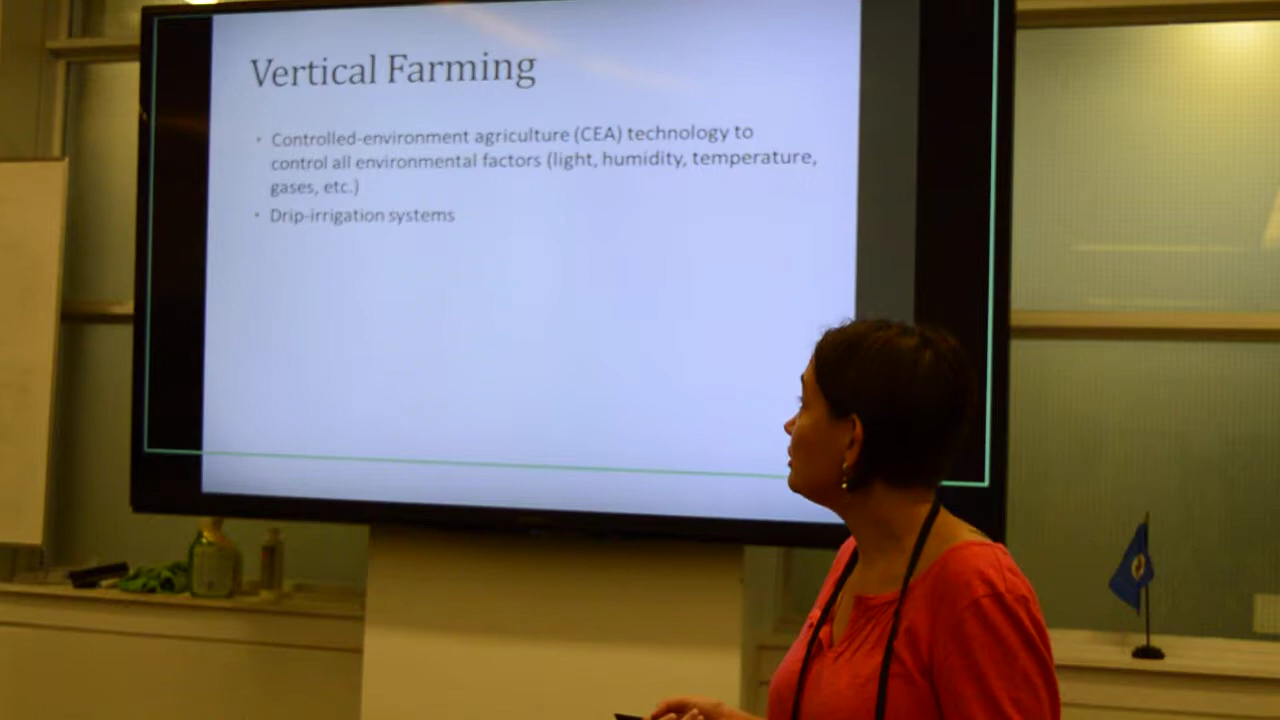 Vertical Farming
• Controlled-environment agriculture (CEA) technology to
control all environmental factors (light, humidity, temperature,
gases, etc.)
• Drip-irrigation systems